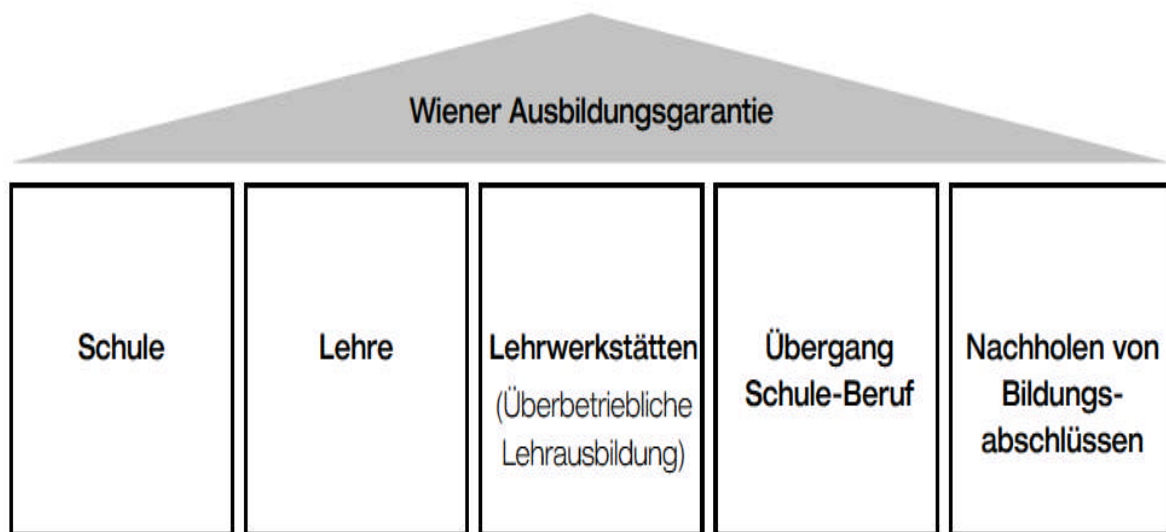 Wiener Ausbildungsgarantie
Schule
Lehre
Lehrwerkstätten
(Überbetriebliche
Lehrausbildung)
Übergang
Schule-Beruf
Nachholen von
Bildungs-
abschlüssen